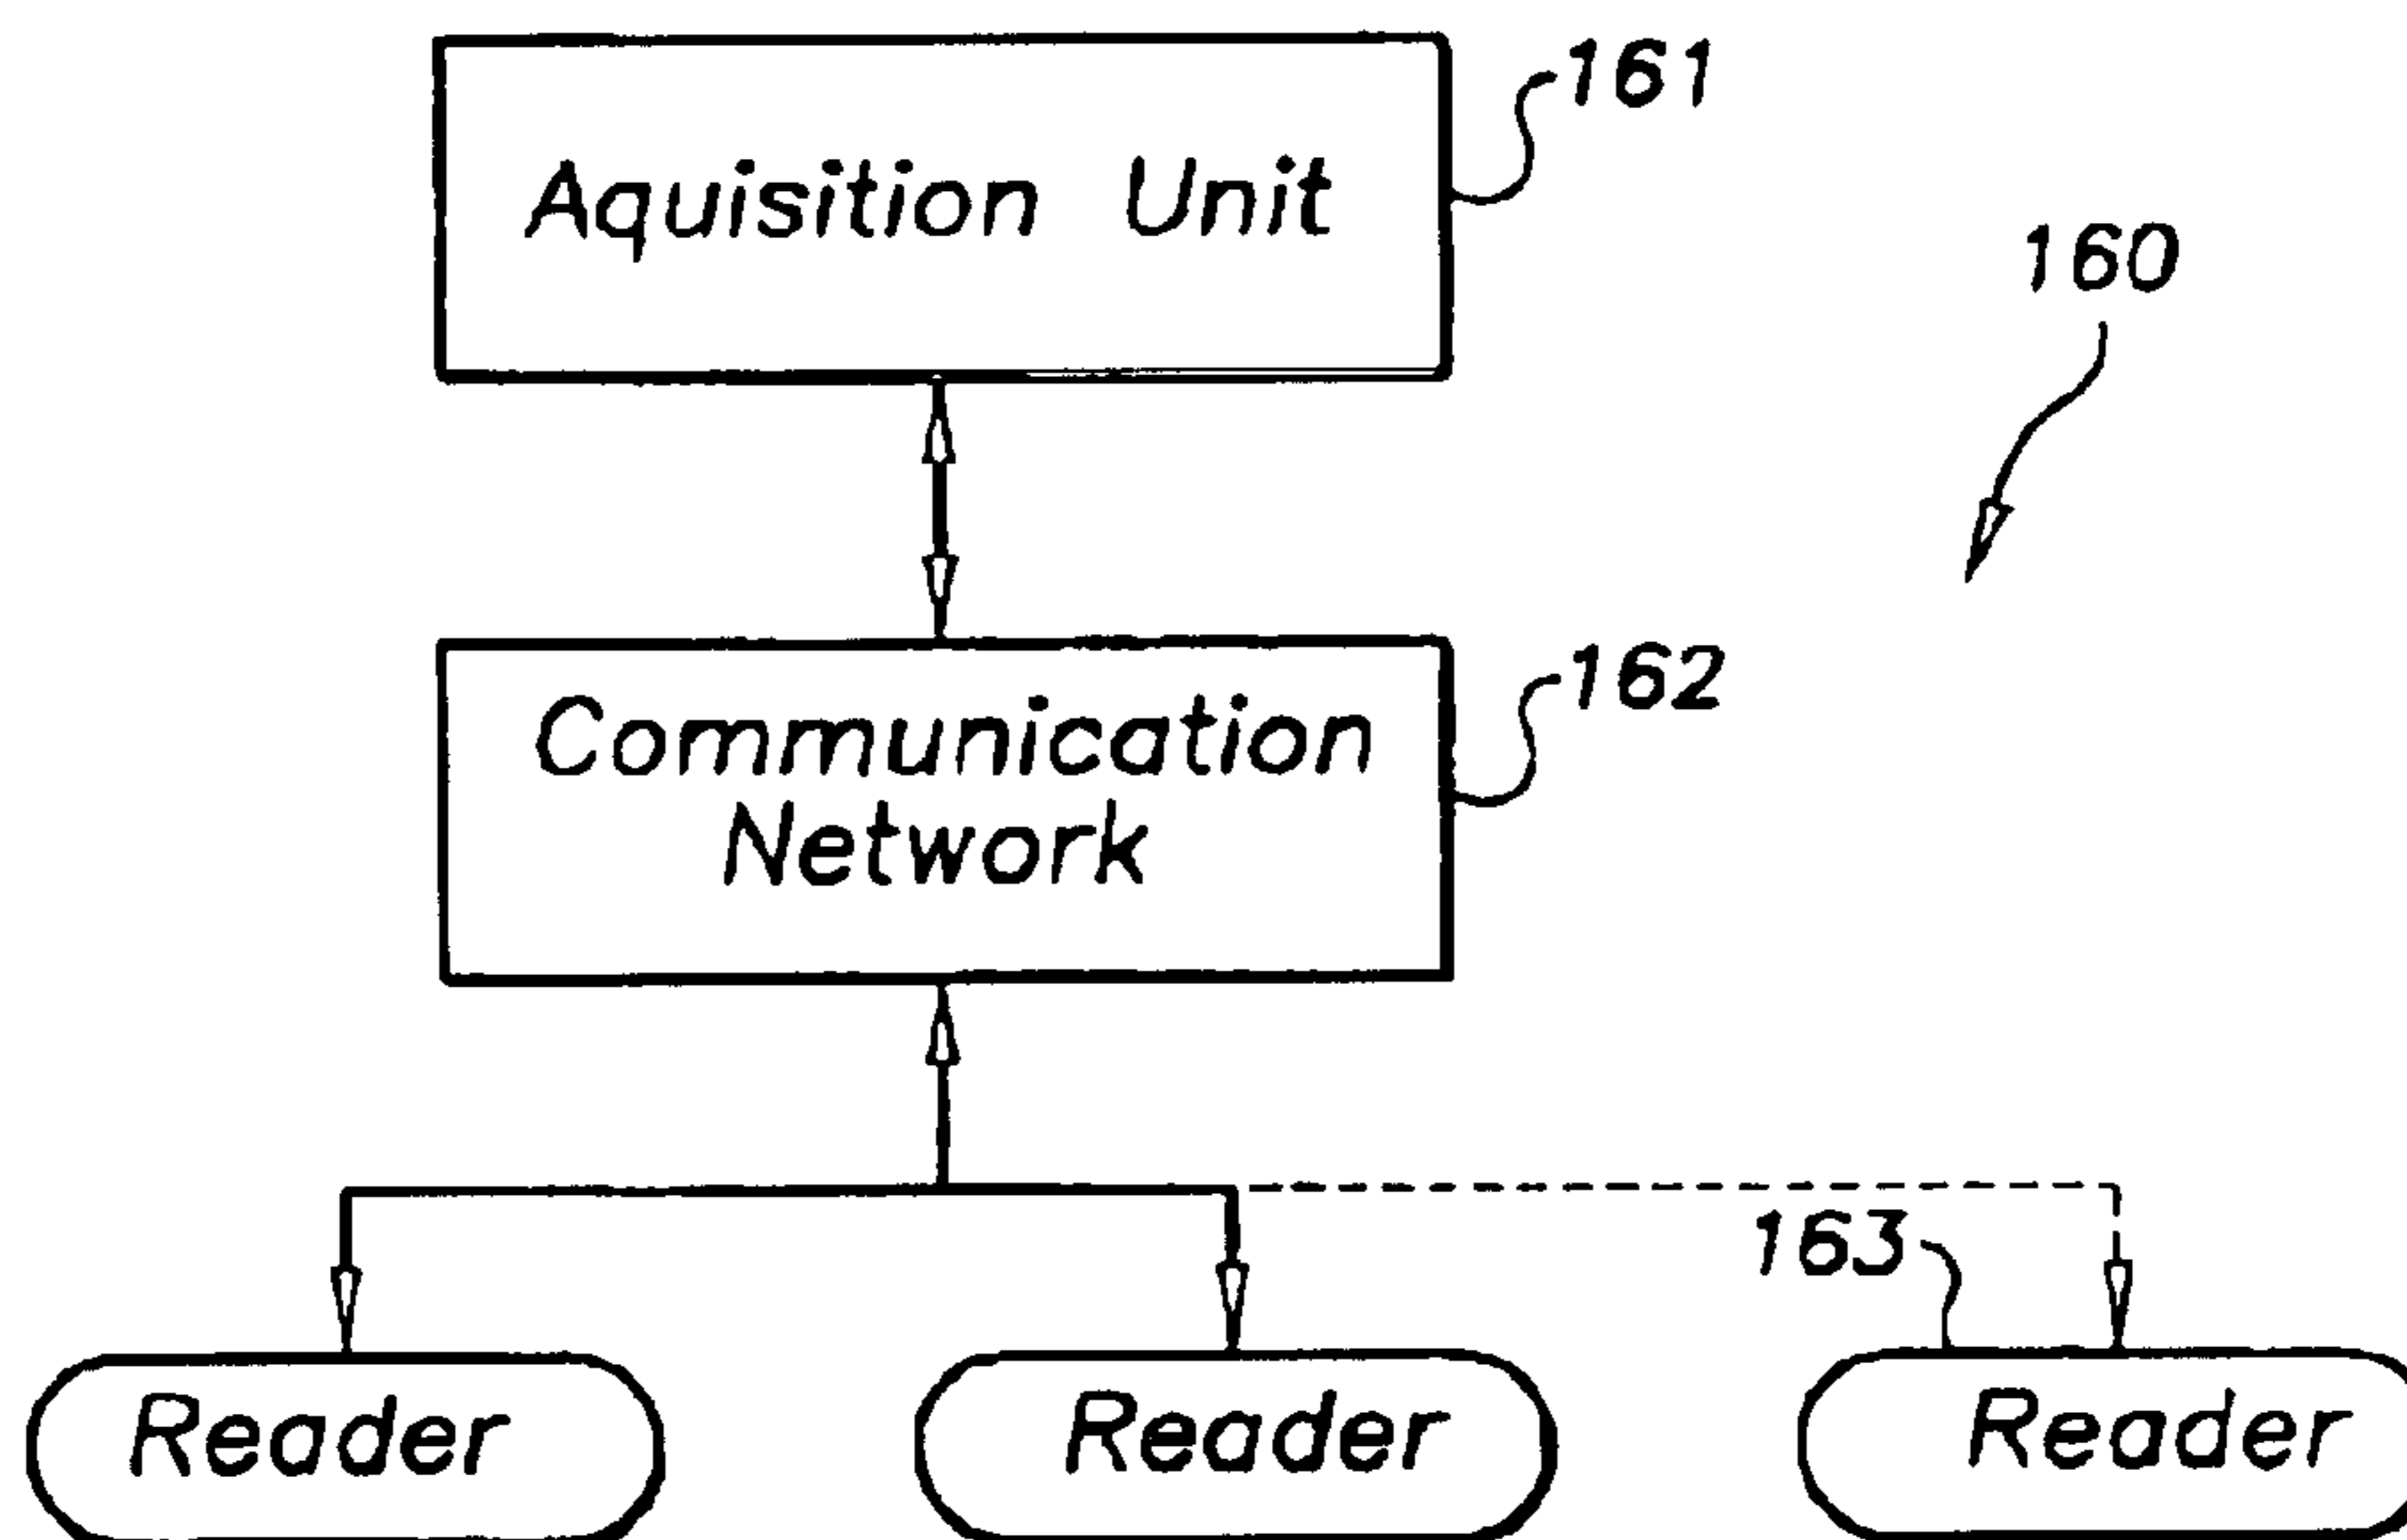 161
Aquisition Unit
160
162
Communication
Network
163
Reader
Reader
Reader